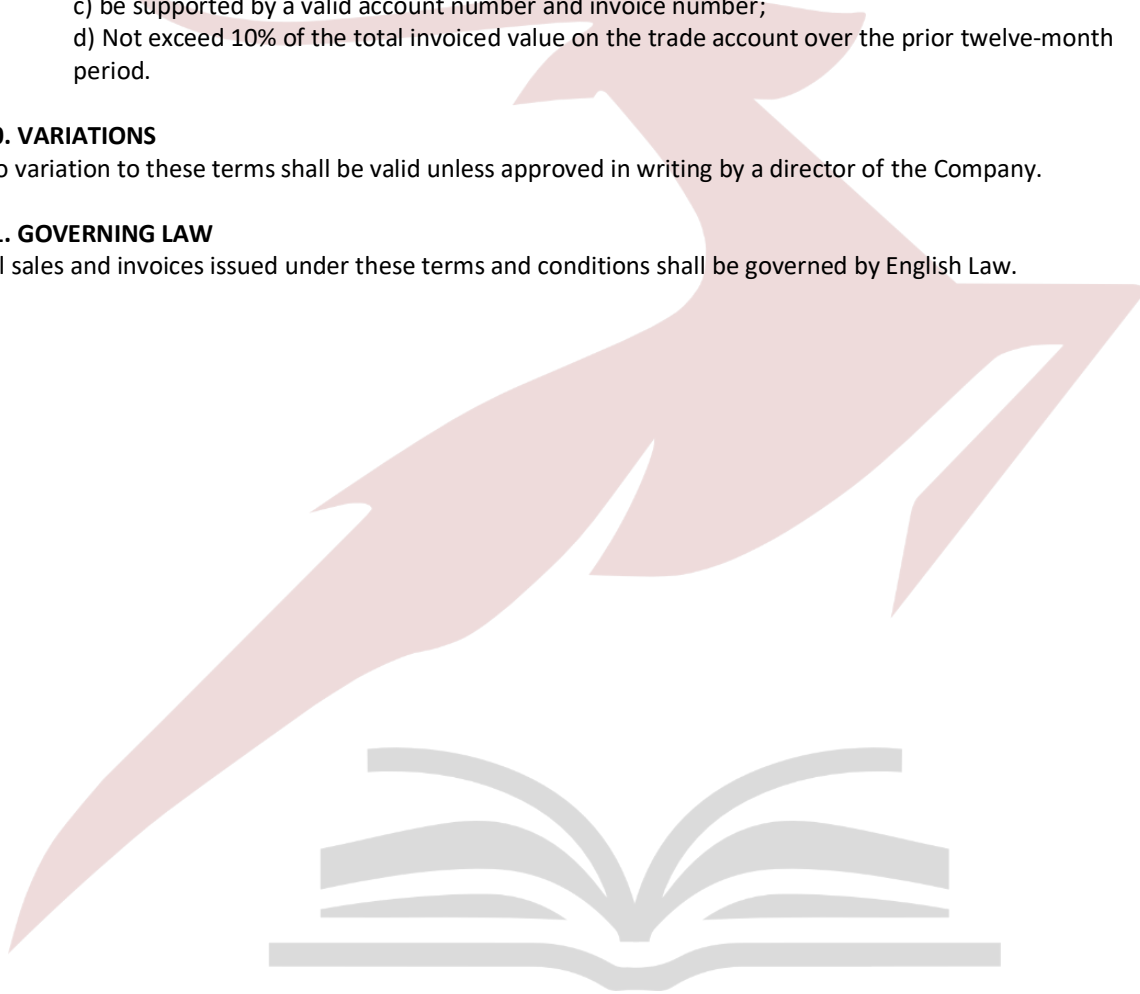 c) be supported by a valid account number and invoice number;
d) Not exceed 10% of the total invoiced value on the trade account over the prior twelve-month
period.
0. VARIATIONS
o variation to these terms shall be valid unless approved in writing by a director of the Company.
. GOVERNING LAW
l sales and invoices issued under these terms and conditions shall be governed by English Law.